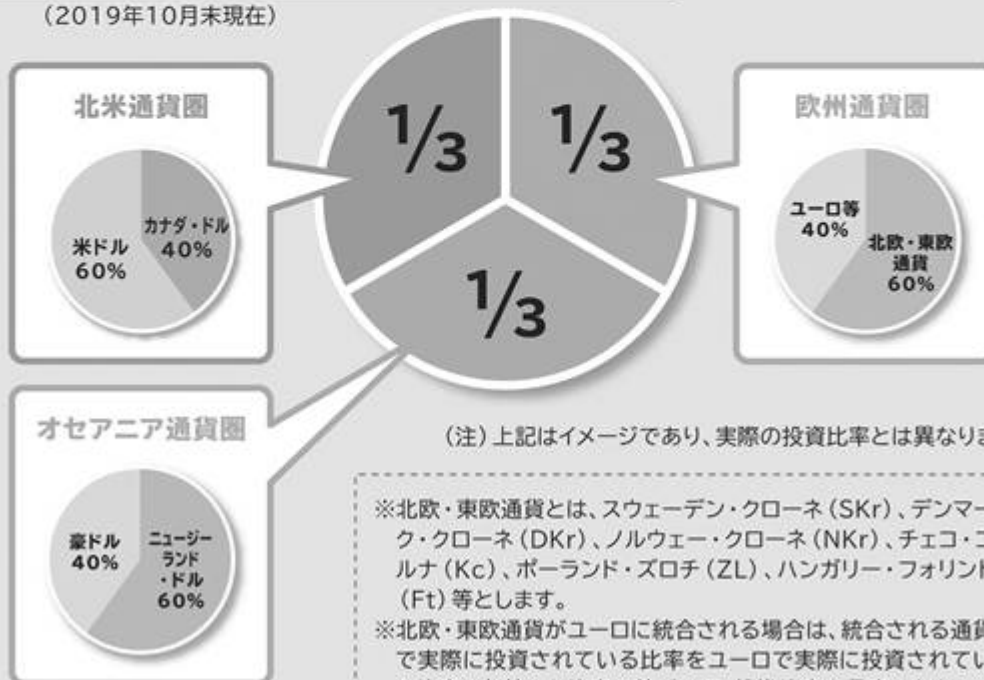 （2019年10月末現在）
北米通貨圏
米ドル
60%
カナダ・ドル
40%
1/3
1/3
1/3
欧州通貨圏
ユーロ等
40%
北欧・東欧
通貨
60%
オセアニア通貨圏
豪ドル
40%
ニュージー
ランド
・ドル
60%
（注）上記はイメージであり、実際の投資比率とは異なりま
※北欧・東欧通貨とは、スウェーデン・クローネ（SKr）、デンマー
ク・クローネ（DKr）、ノルウェー・クローネ（NKr）、チェコ・コ
ルナ（Kc）、ポーランド・ズロチ（ZL）、ハンガリー・フォリント
（Ft）等とします。
※北欧・東欧通貨がユーロに統合される場合は、統合される通貨
で実際に投資されている比率をユーロで実際に投資されてい